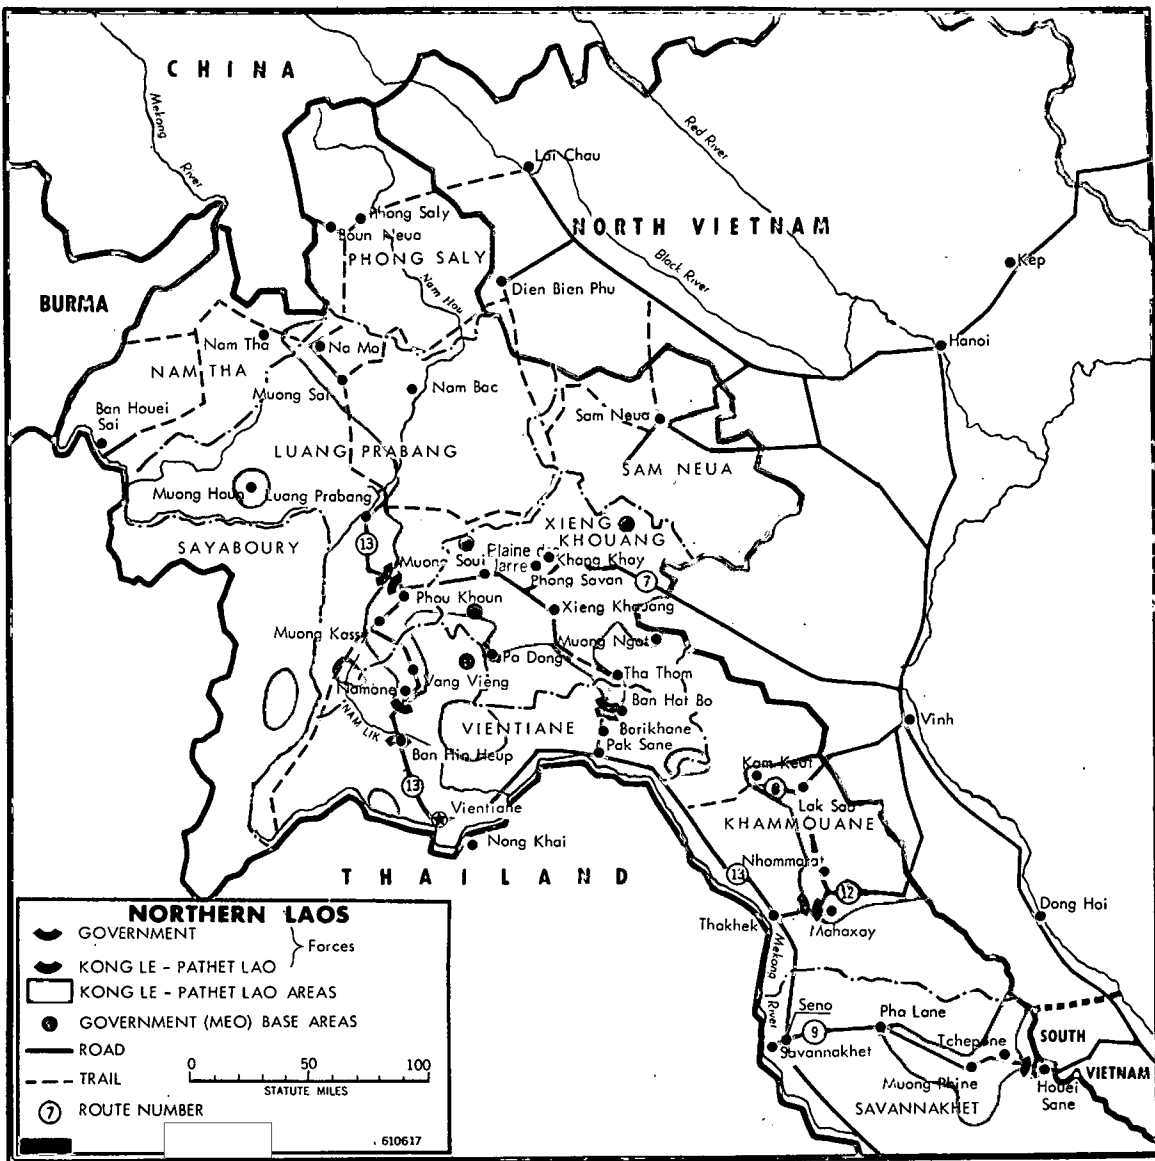 CHINA
Mekong
River
Red River
Lai Chau
Phong Saly
Boun Neua
PHONG SALY
NORTH VIETNAM
Black River
Nam Hou
Kep
BURMA
Dien Bien Phu
Hanoi
Nam Tha
Na Mo
NAM THA
Muong Sai
Nam Bac
Ban Houei
Sai
Sam Neua
LUANG PRABANG
SAM NEUA
Muong Houn
Luang Prabang
XIENG
KHOUANG
SAYABOURY
13
Muong Soui
Plaine des
Jarre
Khang Khay
Phong Savan
7
Phou Khoun
Xieng Khouang
Muong Kassy
Muong Ngat
Pa Dong
Tha Thom
Vang Vieng
Namone
Ban Hat Bo
NAM LIK
VIENTIANE
Borikhane
Vinh
Ban Hin Heup
Pak Sane
Kam Keut
13
8
Lak Sao
Vientiane
KHAMMOUANE
Nong Khai
THAILAND
Nhommarat
13
12
Thakhek
Mahaxay
Dong Hoi
Mekong
River
Seno
Pha Lane
9
SOUTH
VIETNAM
Savannakhet
Tchepone
Muong Phine
Houei
Sane
SAVANNAKHET
NORTHERN LAOS
GOVERNMENT
Forces
KONG LE - PATHET LAO
KONG LE - PATHET LAO AREAS
GOVERNMENT (MEO) BASE AREAS
ROAD
0 50 100
TRAIL
STATUTE MILES
7 ROUTE NUMBER
610617